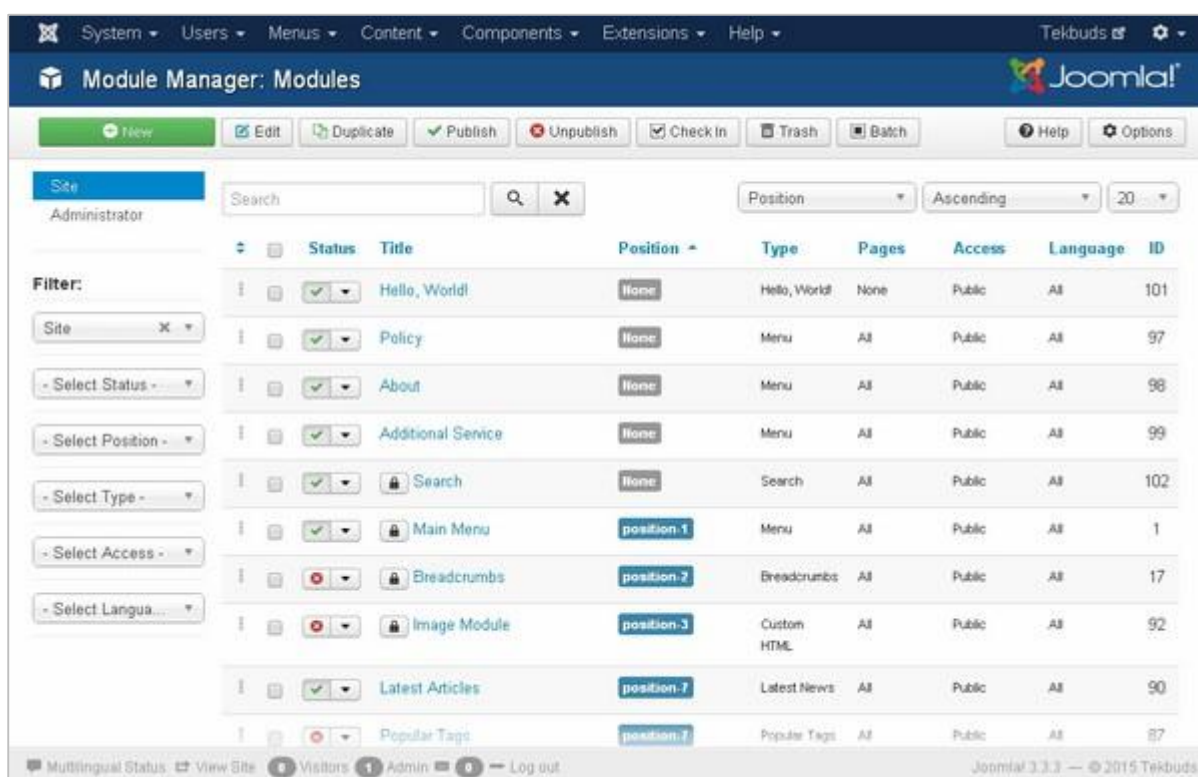 System Users Menus Content Components Extensions Help Tekbuds
Module Manager: Modules Joomla!
New Edit Duplicate Publish Unpublish Check In Trash Batch Help Options
Site
Administrator
Search Position Ascending 20
Status Title Position Type Pages Access Language ID
Filter:
Site
- Select Status -
- Select Position -
- Select Type -
- Select Access -
- Select Langua...
Hello, World! None Hello, World! None Public All 101
Policy None Menu All Public All 97
About None Menu All Public All 98
Additional Service None Menu All Public All 99
Search None Search All Public All 102
Main Menu position-1 Menu All Public All 1
Breadcrumbs position-2 Breadcrumbs All Public All 17
Image Module position-3 Custom HTML All Public All 92
Latest Articles position-7 Latest News All Public All 90
Popular Tags position-7 Popular Tags All Public All 87
Multilingual Status View Site 0 Visitors 1 Admin 0 Log out Joomla! 3.3.3 — © 2015 Tekbuds